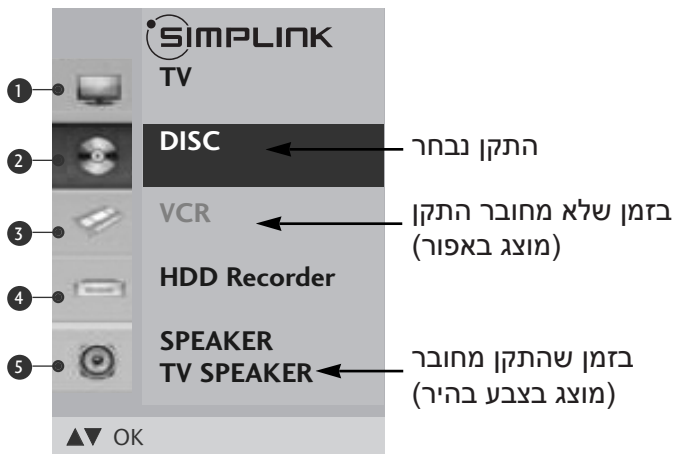 SIMPLINK
1 TV
2 DISC
התקן נבחר
3 VCR
בזמן שלא מחובר התקן
(מוצג באפור)
4 HDD Recorder
5 SPEAKER
TV SPEAKER
בזמן שהתקן מחובר
(מוצג בצבע בהיר)
▲▼ OK